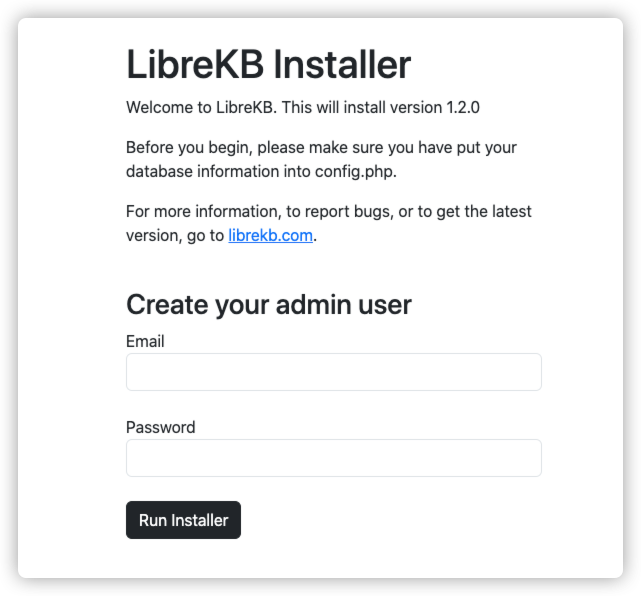 LibreKB Installer
Welcome to LibreKB. This will install version 1.2.0
Before you begin, please make sure you have put your
database information into config.php.
For more information, to report bugs, or to get the latest
version, go to librekb.com.
Create your admin user
Email
Password
Run Installer